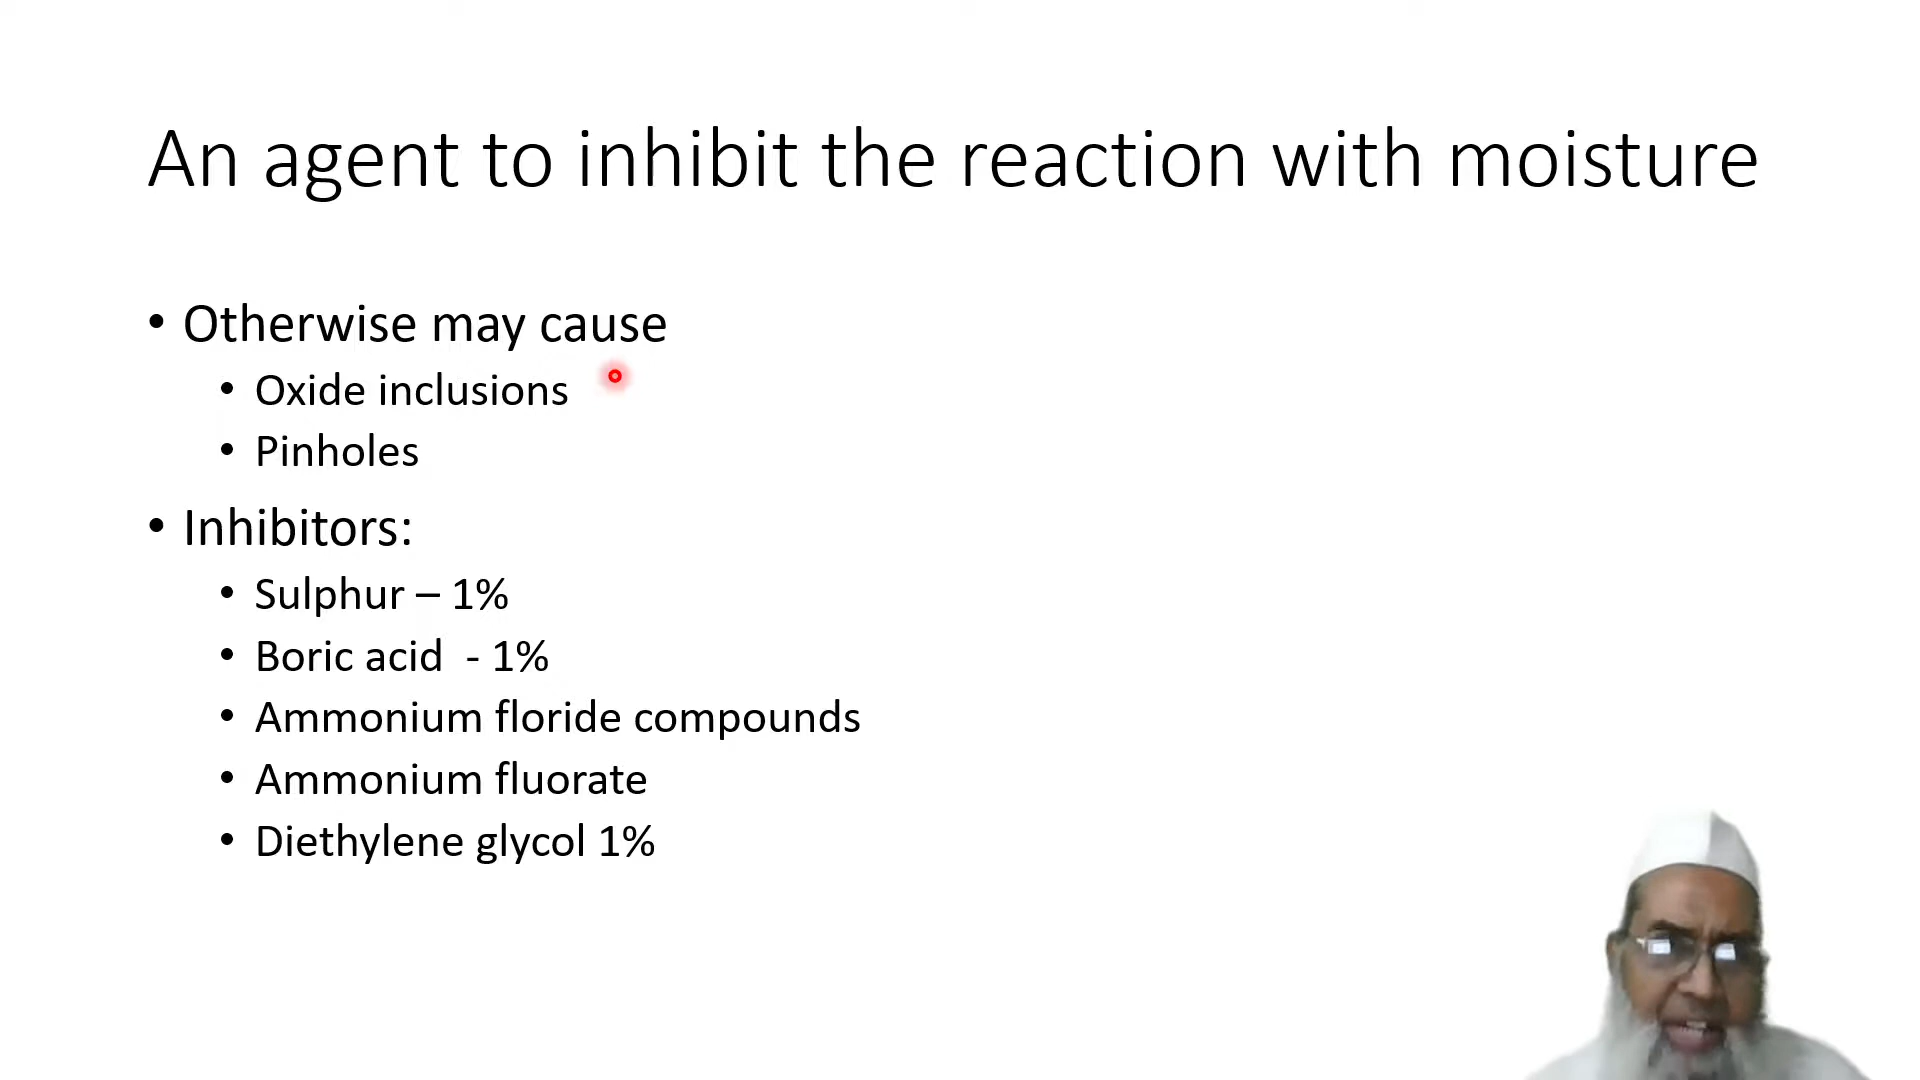 An agent to inhibit the reaction with moisture
• Otherwise may cause
• Oxide inclusions
• Pinholes
• Inhibitors:
• Sulphur – 1%
• Boric acid - 1%
• Ammonium floride compounds
• Ammonium fluorate
• Diethylene glycol 1%